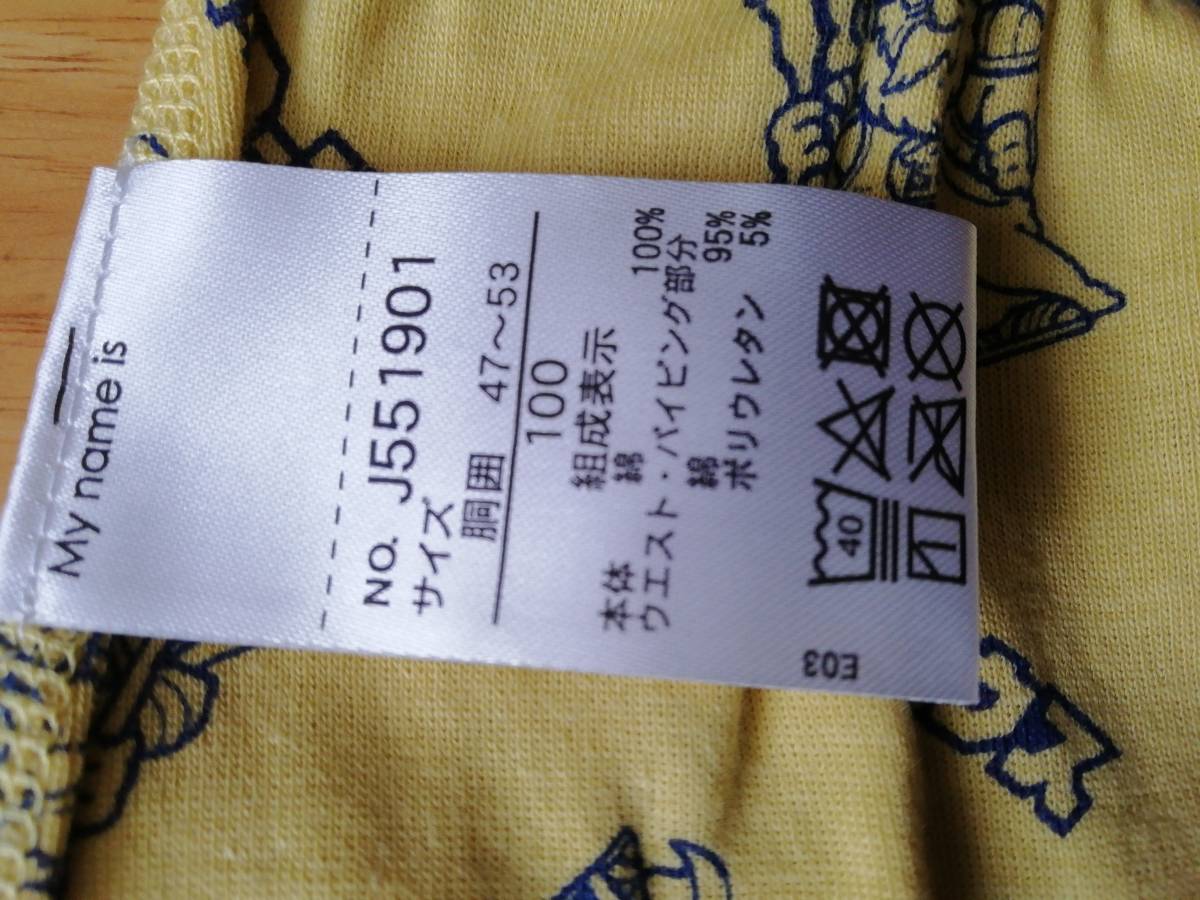 My name is
NO. J551901
サイズ
胴囲 47～53
100
組成表示
本体 綿 100%
ウエスト・パイピング部分
綿 95%
ポリウレタン 5%
40
E03